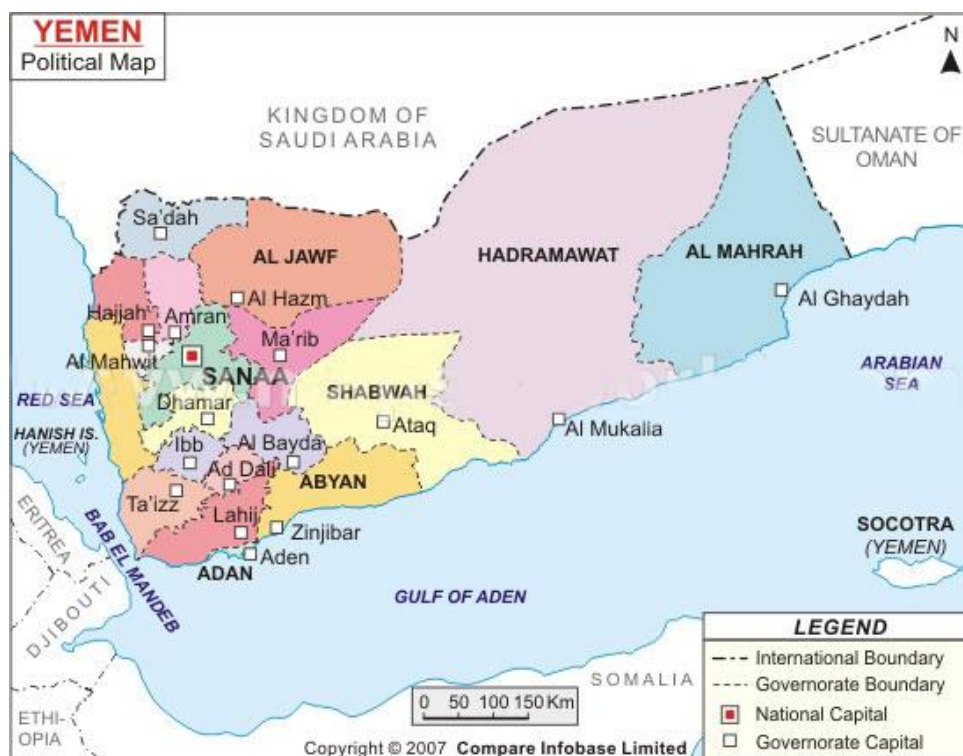 YEMEN
Political Map
N
KINGDOM OF
SAUDI ARABIA
SULTANATE OF
OMAN
Sa'dah
AL JAWF
HADRAMAWAT
AL MAHRAH
Al Hazm
Al Ghaydah
Hajjah
Amran
Ma'rib
Al Mahwit
SANAA
ARABIAN
SEA
SHABWAH
RED SEA
Dhamar
Ataq
Al Mukalla
HANISH IS.
(YEMEN)
Ibb
Al Bayda
Ad Dali
ABYAN
Ta'izz
ERITREA
BAB EL MANDEB
Lahij
Zinjibar
Aden
ADAN
SOCOTRA
(YEMEN)
DJIBOUTI
GULF OF ADEN
SOMALIA
ETHI-
OPIA
0 50 100 150 Km
LEGEND
International Boundary
Governorate Boundary
National Capital
Governorate Capital
Copyright © 2007 Compare Infobase Limited